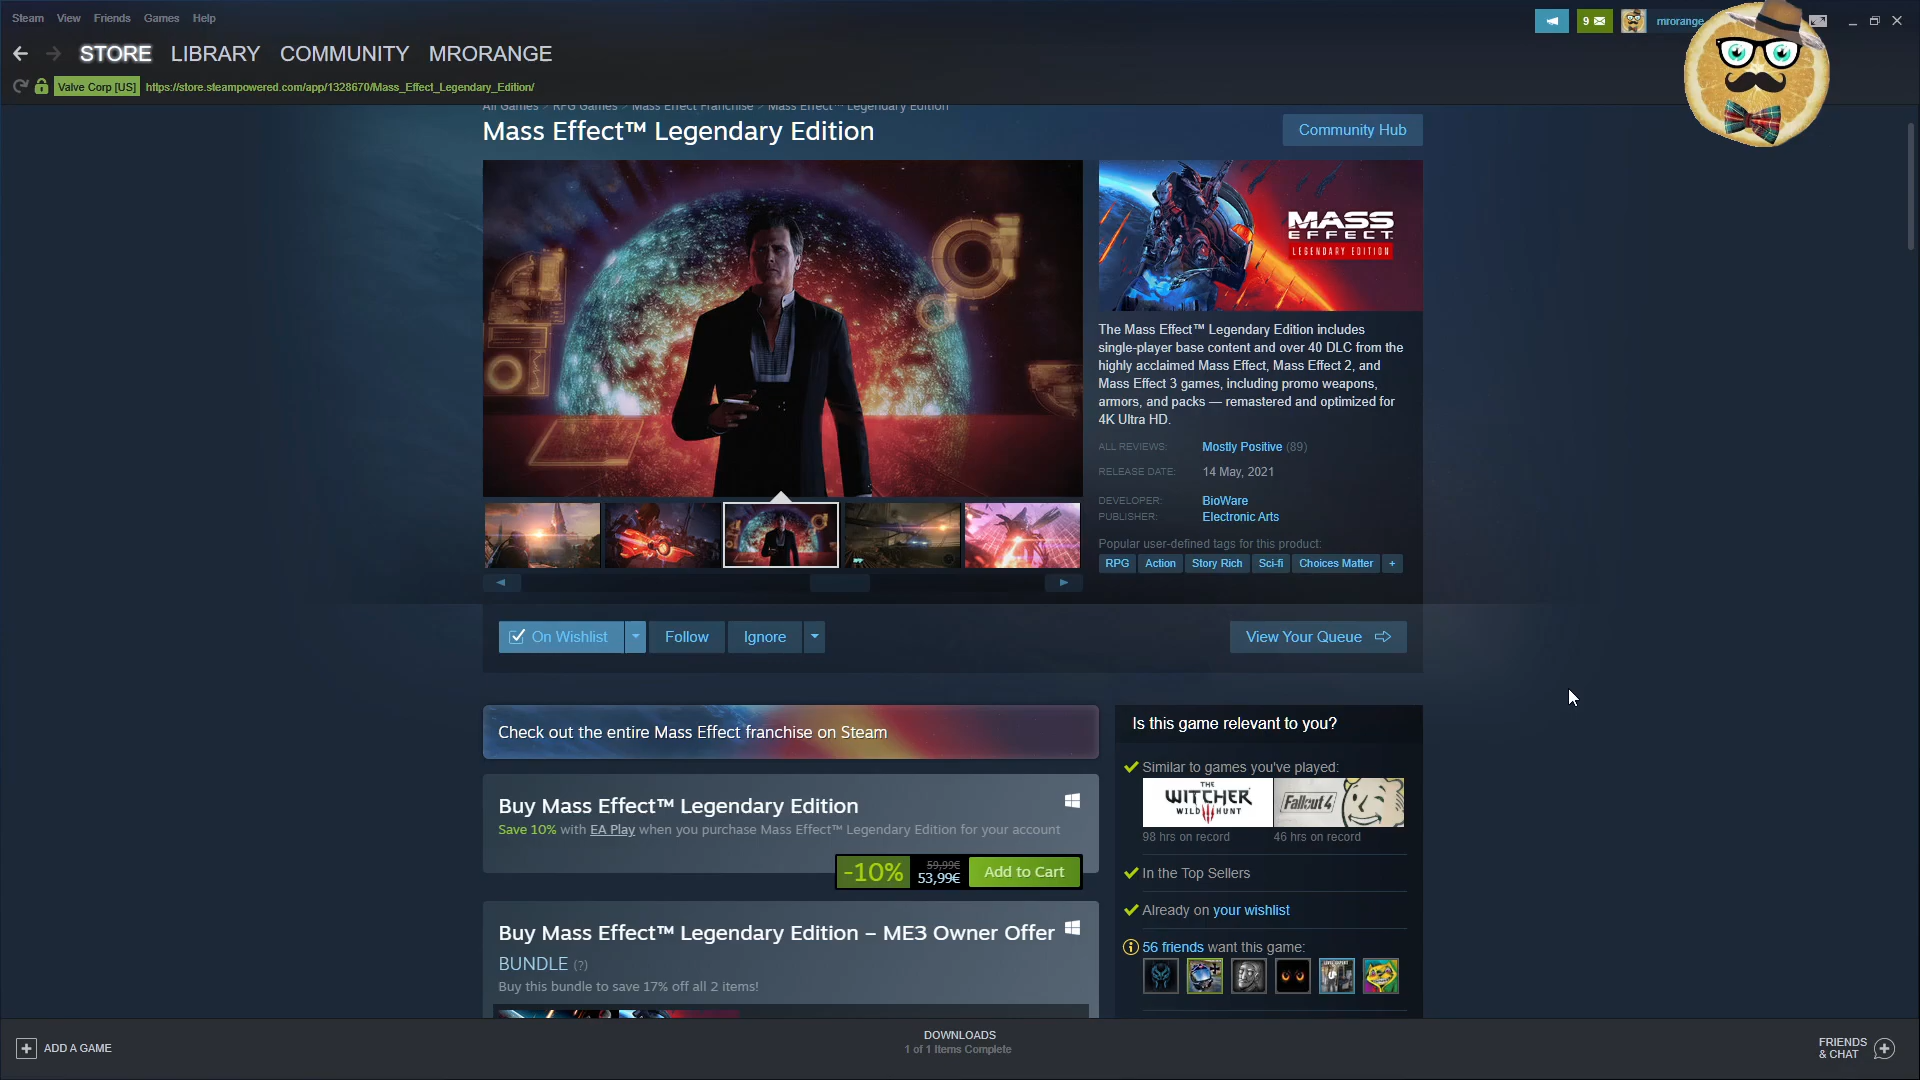 Steam View Friends Games Help
9
mrorange
STORE LIBRARY COMMUNITY MRORANGE
Valve Corp [US] https://store.steampowered.com/app/1328670/Mass_Effect_Legendary_Edition/
All Games > RPG Games > Mass Effect Franchise > Mass Effect™ Legendary Edition
Mass Effect™ Legendary Edition
Community Hub
MASS
EFFECT
LEGENDARY EDITION
The Mass Effect™ Legendary Edition includes
single-player base content and over 40 DLC from the
highly acclaimed Mass Effect, Mass Effect 2, and
Mass Effect 3 games, including promo weapons,
armors, and packs — remastered and optimized for
4K Ultra HD.
ALL REVIEWS: Mostly Positive (89)
RELEASE DATE: 14 May, 2021
DEVELOPER: BioWare
PUBLISHER: Electronic Arts
Popular user-defined tags for this product:
RPG Action Story Rich Sci-fi Choices Matter +
On Wishlist Follow Ignore
View Your Queue
Check out the entire Mass Effect franchise on Steam
Buy Mass Effect™ Legendary Edition
Save 10% with EA Play when you purchase Mass Effect™ Legendary Edition for your account
-10% 59,99€ 53,99€ Add to Cart
Buy Mass Effect™ Legendary Edition – ME3 Owner Offer
BUNDLE (?)
Buy this bundle to save 17% off all 2 items!
Is this game relevant to you?
Similar to games you've played:
THE
WITCHER
WILD HUNT
Fallout 4
98 hrs on record 46 hrs on record
In the Top Sellers
Already on your wishlist
56 friends want this game:
ADD A GAME
DOWNLOADS
1 of 1 Items Complete
FRIENDS
& CHAT